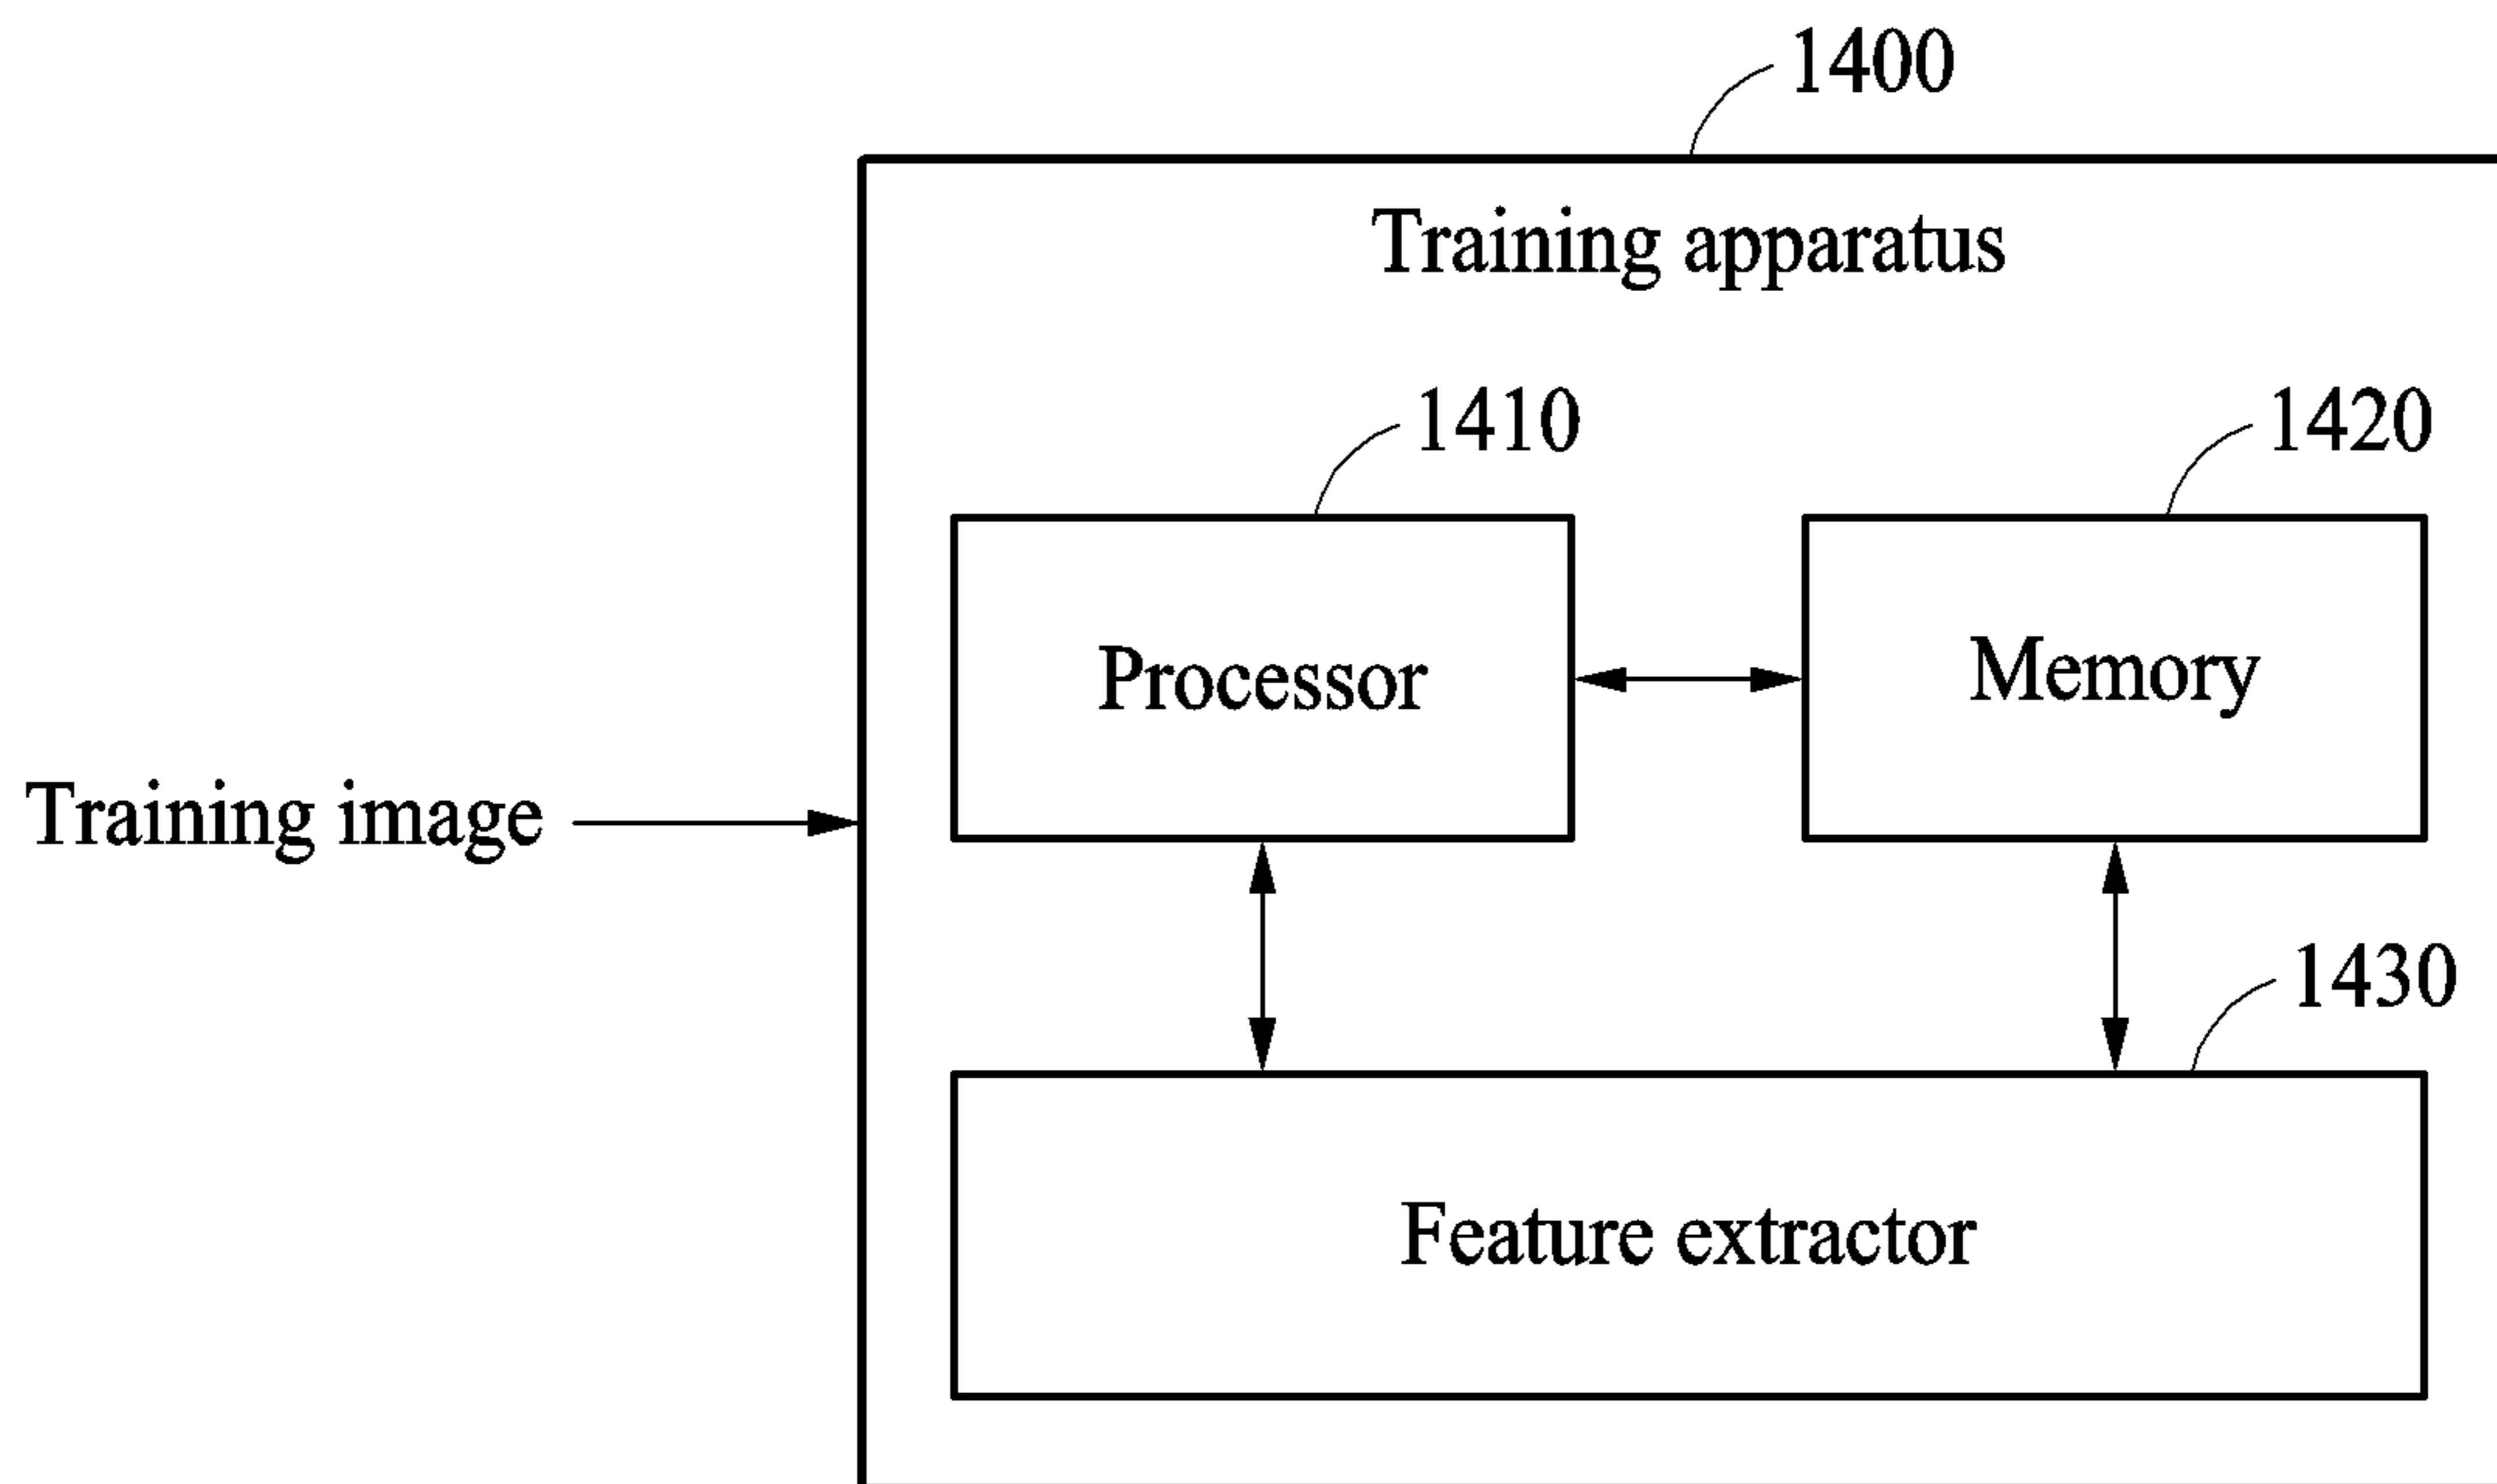 1400
Training apparatus
1410
1420
Processor
Memory
Training image
1430
Feature extractor